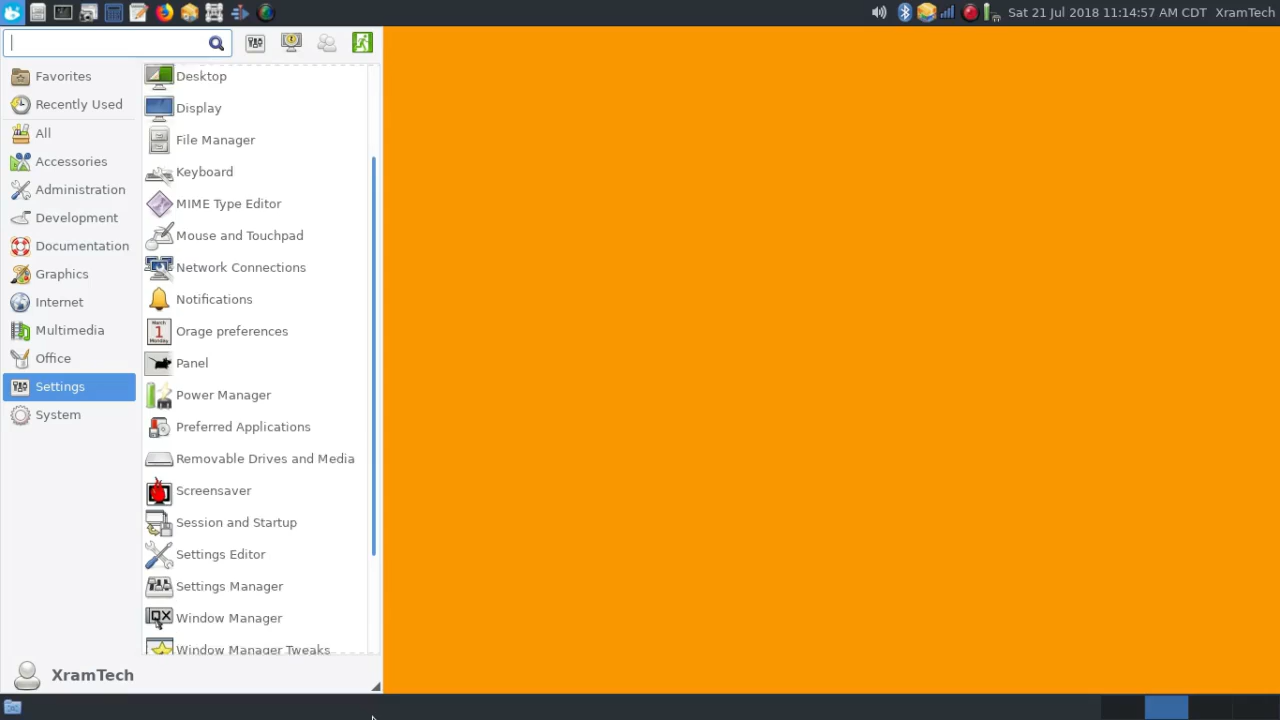 Sat 21 Jul 2018 11:14:57 AM CDT XramTech
Favorites
Recently Used
All
Accessories
Administration
Development
Documentation
Graphics
Internet
Multimedia
Office
Settings
System
Desktop
Display
File Manager
Keyboard
MIME Type Editor
Mouse and Touchpad
Network Connections
Notifications
Orage preferences
Panel
Power Manager
Preferred Applications
Removable Drives and Media
Screensaver
Session and Startup
Settings Editor
Settings Manager
Window Manager
Window Manager Tweaks
XramTech